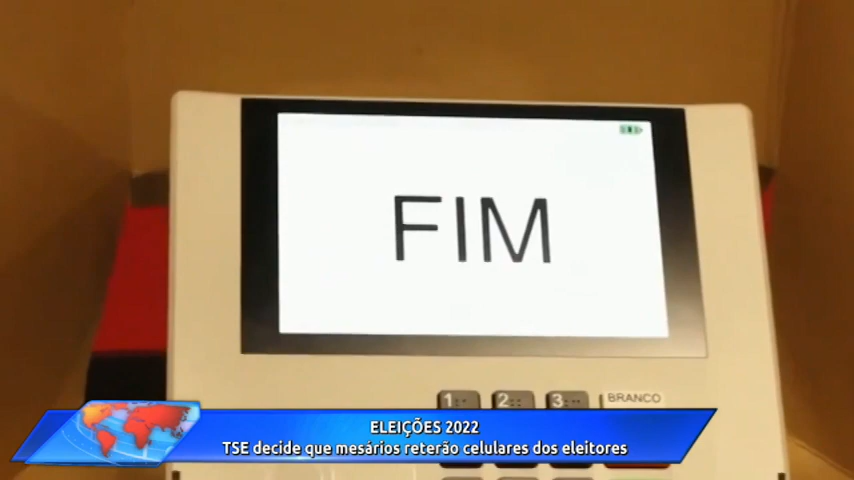 FIM
1
2
3
BRANCO
ELEIÇÕES 2022
TSE decide que mesários reterão celulares dos eleitores